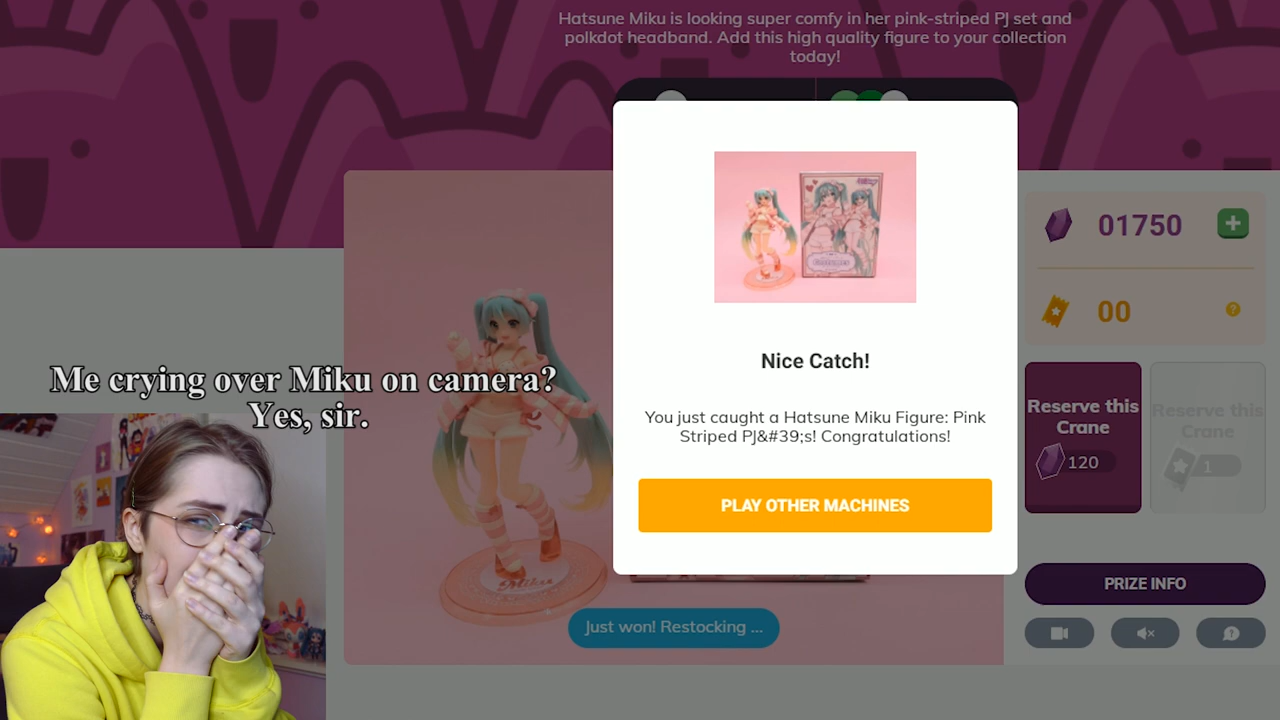 Hatsune Miku is looking super comfy in her pink-striped PJ set and
polkdot headband. Add this high quality figure to your collection
today!
Nice Catch!
You just caught a Hatsune Miku Figure: Pink
Striped PJ&#39;s! Congratulations!
PLAY OTHER MACHINES
01750
00
Reserve this
Crane
120
Reserve this
Crane
1
PRIZE INFO
Me crying over Miku on camera?
Yes, sir.
Miku
Just won! Restocking ...